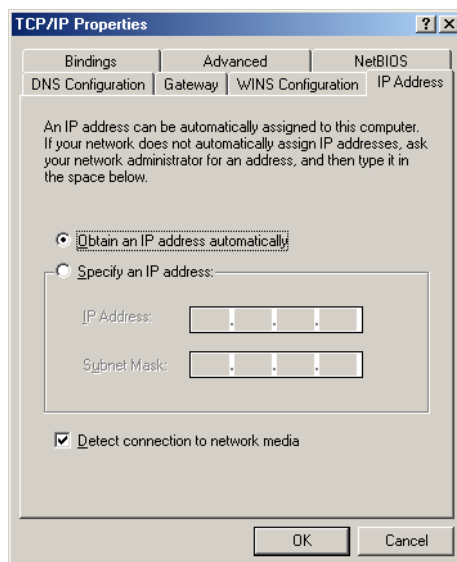 TCP/IP Properties
Bindings Advanced NetBIOS
DNS Configuration Gateway WINS Configuration IP Address
An IP address can be automatically assigned to this computer.
If your network does not automatically assign IP addresses, ask
your network administrator for an address, and then type it in
the space below.
Obtain an IP address automatically
Specify an IP address:
IP Address:
Subnet Mask:
Detect connection to network media
OK Cancel